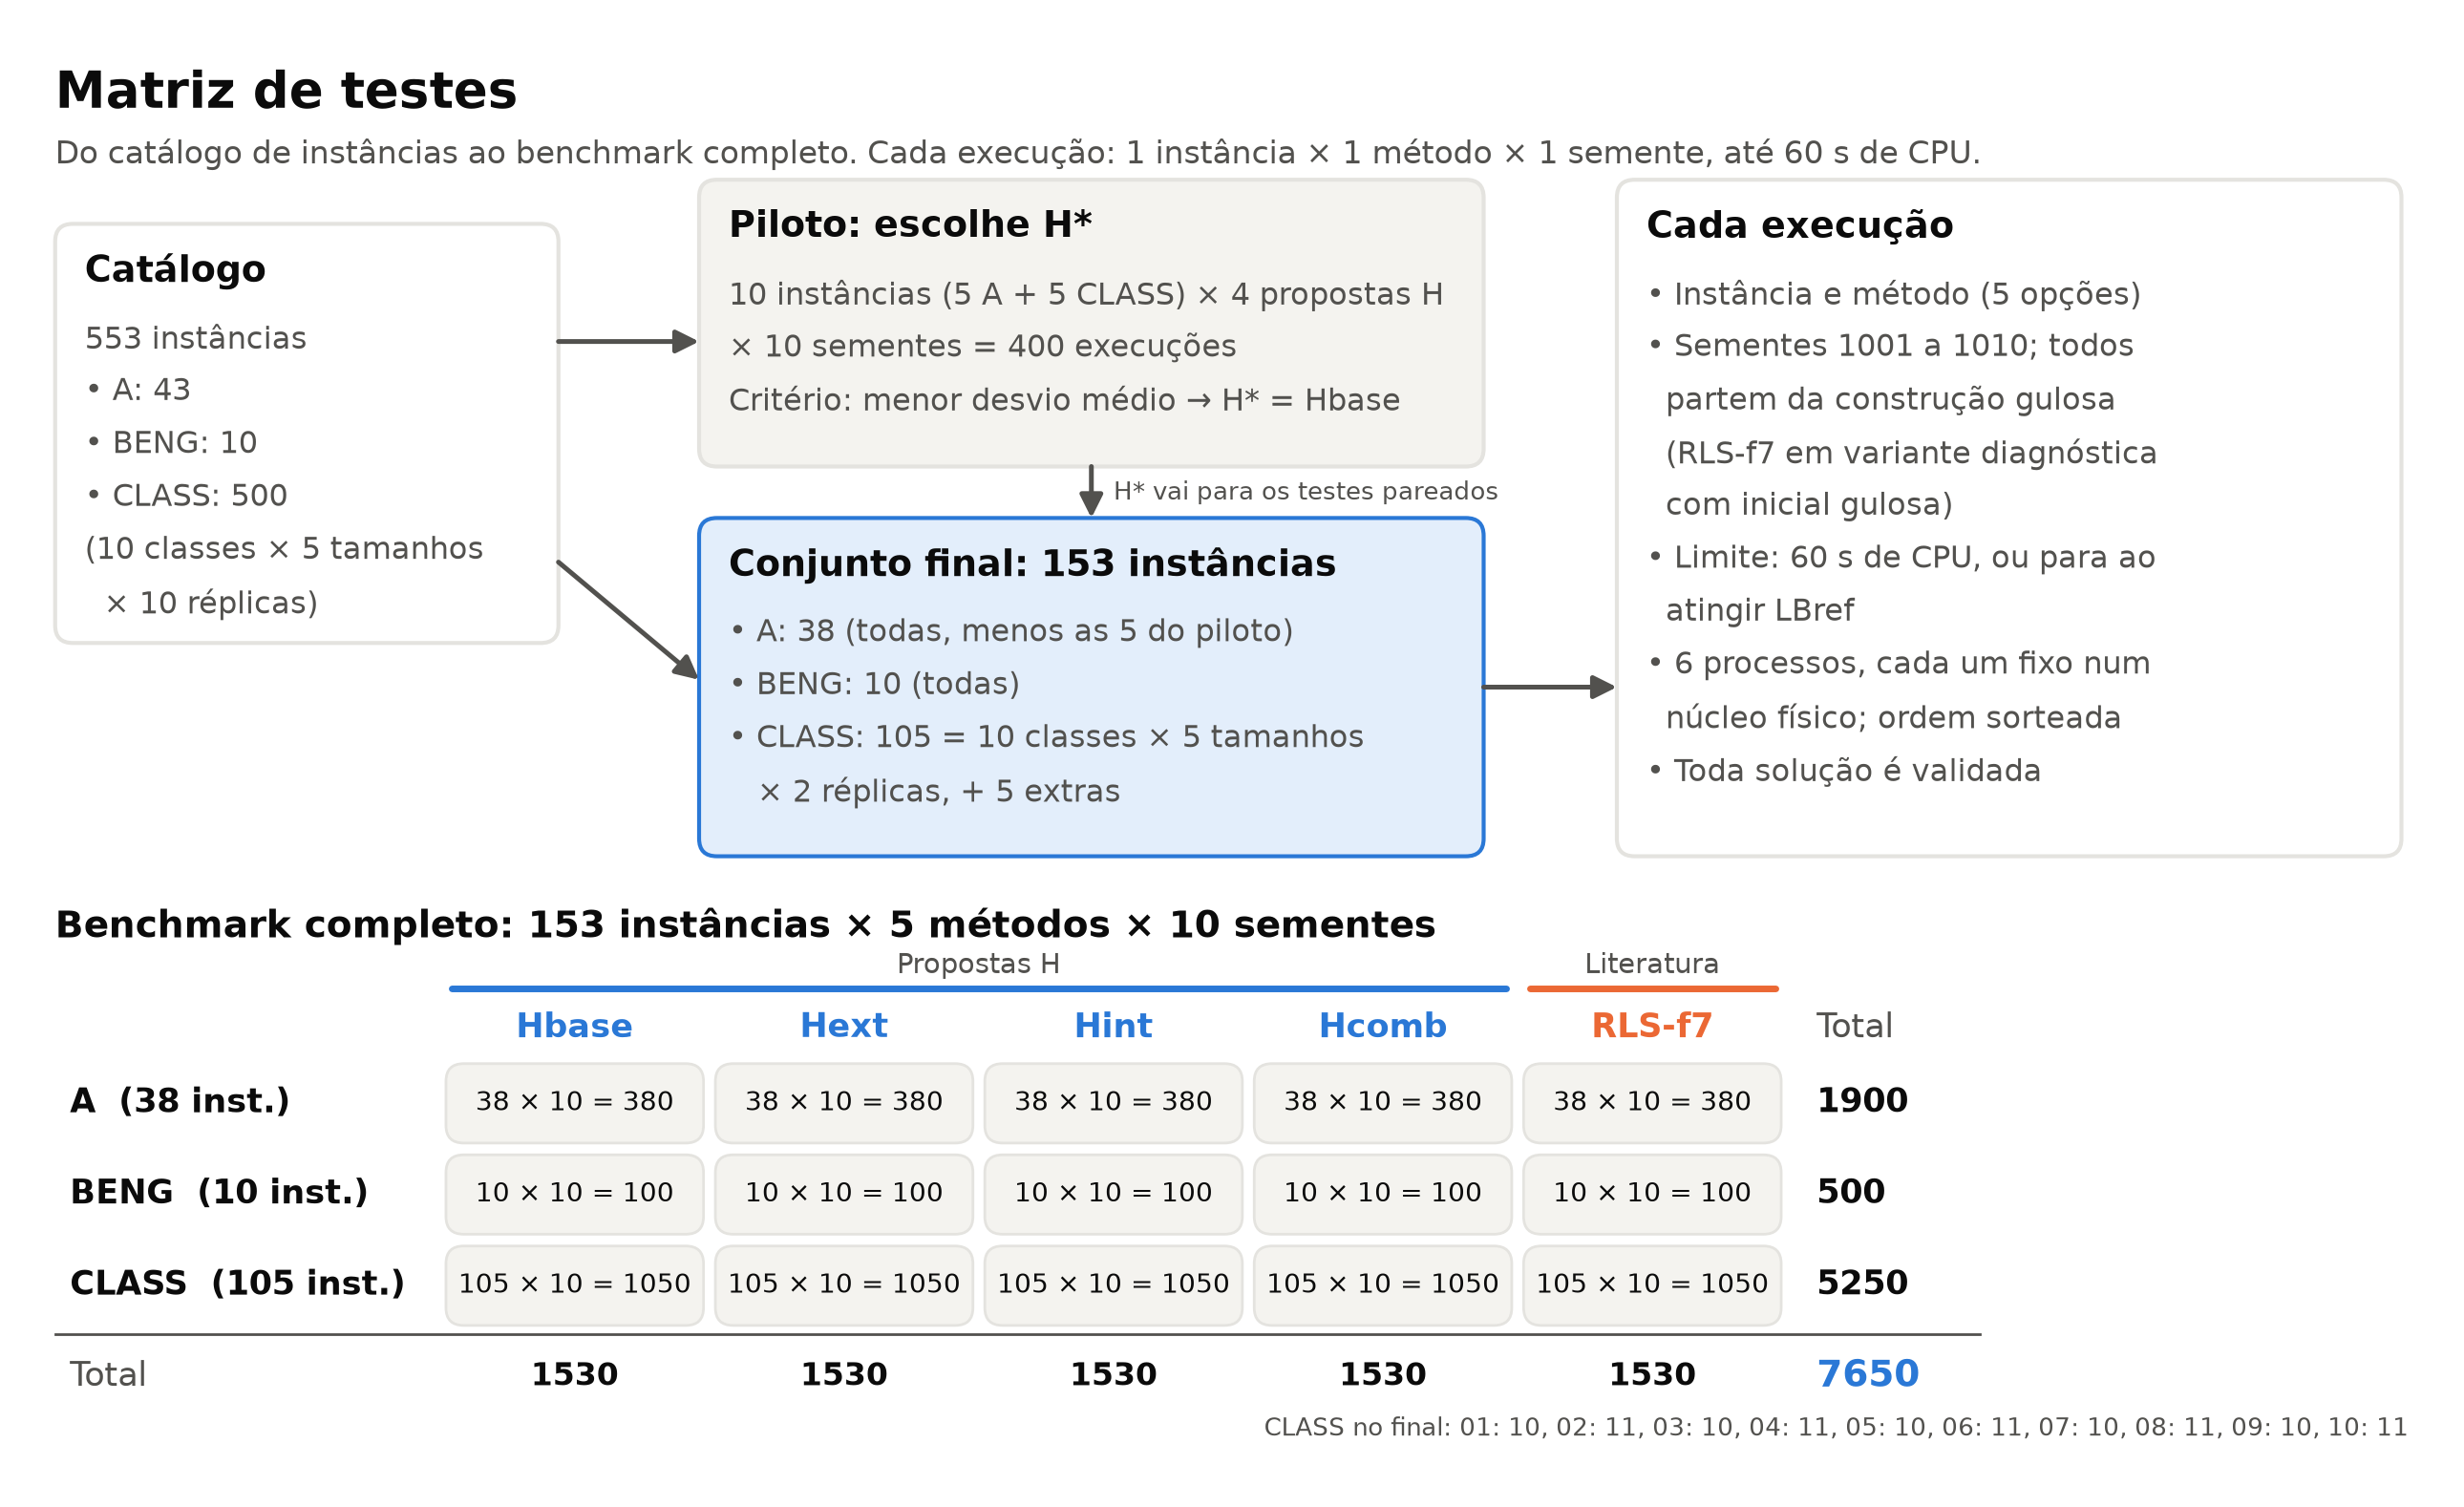 Matriz de testes
Do catálogo de instâncias ao benchmark completo. Cada execução: 1 instância × 1 método × 1 semente, até 60 s de CPU.
Catálogo
553 instâncias
• A: 43
• BENG: 10
• CLASS: 500
(10 classes × 5 tamanhos
× 10 réplicas)
Piloto: escolhe H*
10 instâncias (5 A + 5 CLASS) × 4 propostas H
× 10 sementes = 400 execuções
Critério: menor desvio médio → H* = Hbase
H* vai para os testes pareados
Conjunto final: 153 instâncias
• A: 38 (todas, menos as 5 do piloto)
• BENG: 10 (todas)
• CLASS: 105 = 10 classes × 5 tamanhos
× 2 réplicas, + 5 extras
Cada execução
• Instância e método (5 opções)
• Sementes 1001 a 1010; todos
partem da construção gulosa
(RLS-f7 em variante diagnóstica
com inicial gulosa)
• Limite: 60 s de CPU, ou para ao
atingir LBref
• 6 processos, cada um fixo num
núcleo físico; ordem sorteada
• Toda solução é validada
Benchmark completo: 153 instâncias × 5 métodos × 10 sementes
Propostas H Literatura
Hbase Hext Hint Hcomb RLS-f7 Total
A (38 inst.) 38 × 10 = 380 38 × 10 = 380 38 × 10 = 380 38 × 10 = 380 38 × 10 = 380 1900
BENG (10 inst.) 10 × 10 = 100 10 × 10 = 100 10 × 10 = 100 10 × 10 = 100 10 × 10 = 100 500
CLASS (105 inst.) 105 × 10 = 1050 105 × 10 = 1050 105 × 10 = 1050 105 × 10 = 1050 105 × 10 = 1050 5250
Total 1530 1530 1530 1530 1530 7650
CLASS no final: 01: 10, 02: 11, 03: 10, 04: 11, 05: 10, 06: 11, 07: 10, 08: 11, 09: 10, 10: 11